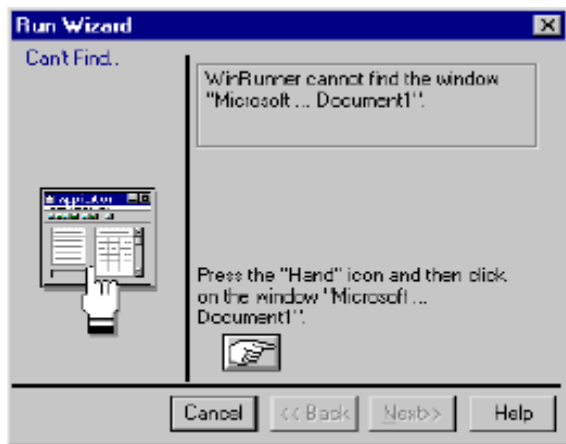 Run Wizard
Can't Find..
WinRunner cannot find the window
"Microsoft ... Document1".
Press the "Hand" icon and then click
on the window "Microsoft ...
Document1".
Cancel
<< Back
Next>>
Help